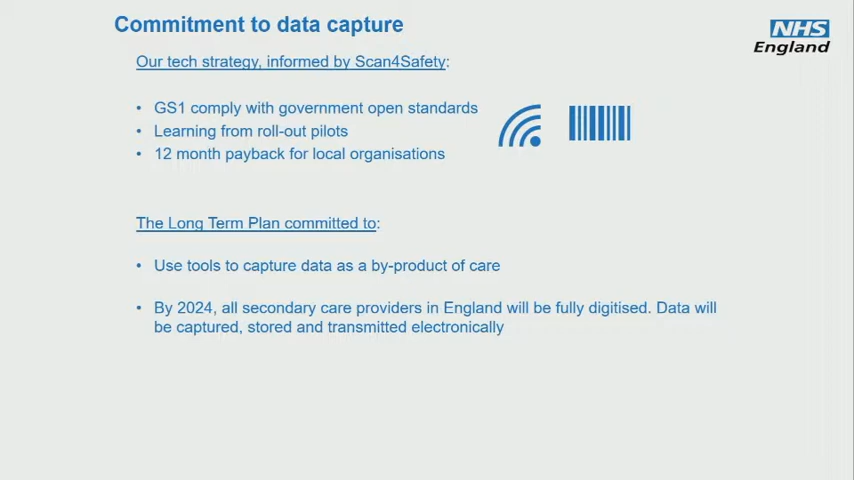 Commitment to data capture
NHS
England
Our tech strategy, informed by Scan4Safety:
• GS1 comply with government open standards
• Learning from roll-out pilots
• 12 month payback for local organisations
The Long Term Plan committed to:
• Use tools to capture data as a by-product of care
• By 2024, all secondary care providers in England will be fully digitised. Data will
be captured, stored and transmitted electronically